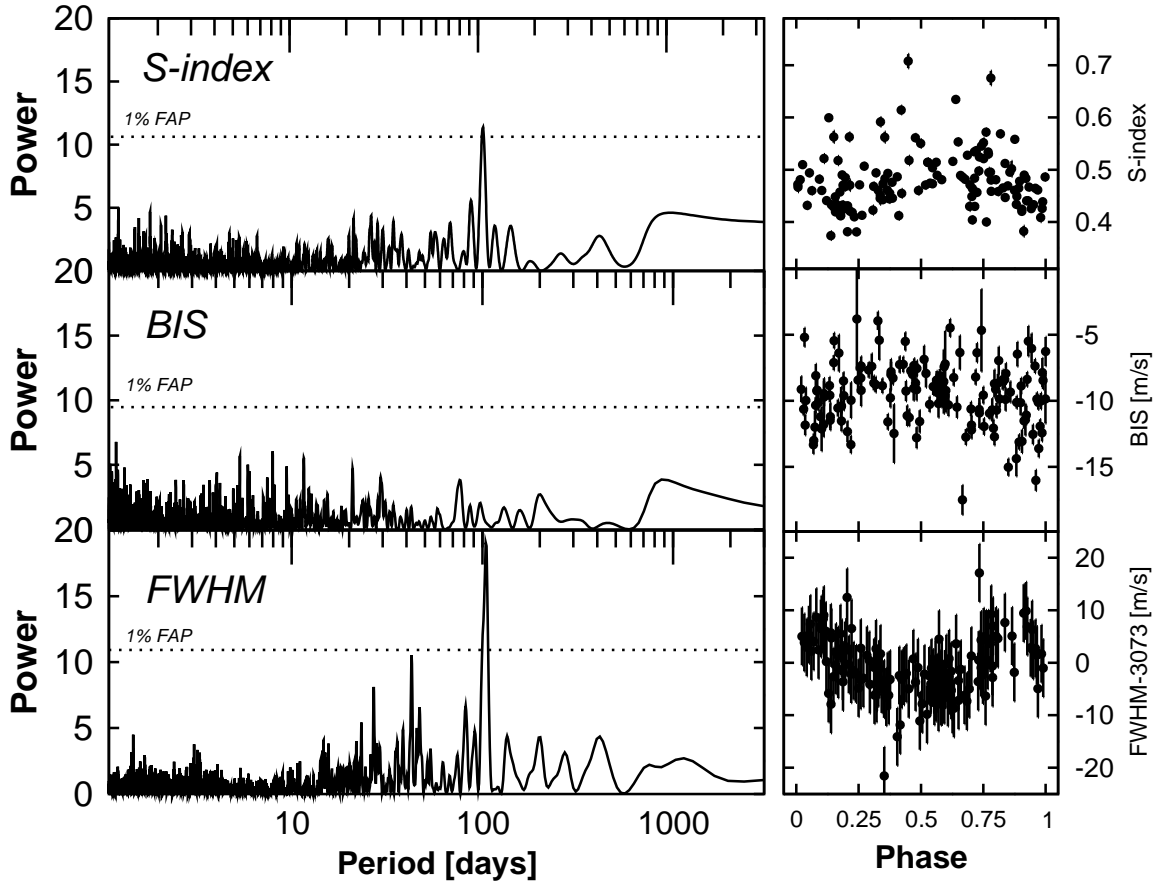 20
15
10
5
S-index
1% FAP
Power
0.7
0.6
0.5
0.4
S-index
20
15
10
5
BIS
1% FAP
Power
-5
-10
-15
BIS [m/s]
20
15
10
5
0
FWHM
1% FAP
Power
20
10
0
-10
-20
FWHM-3073 [m/s]
10 100 1000
Period [days]
0 0.25 0.5 0.75 1
Phase